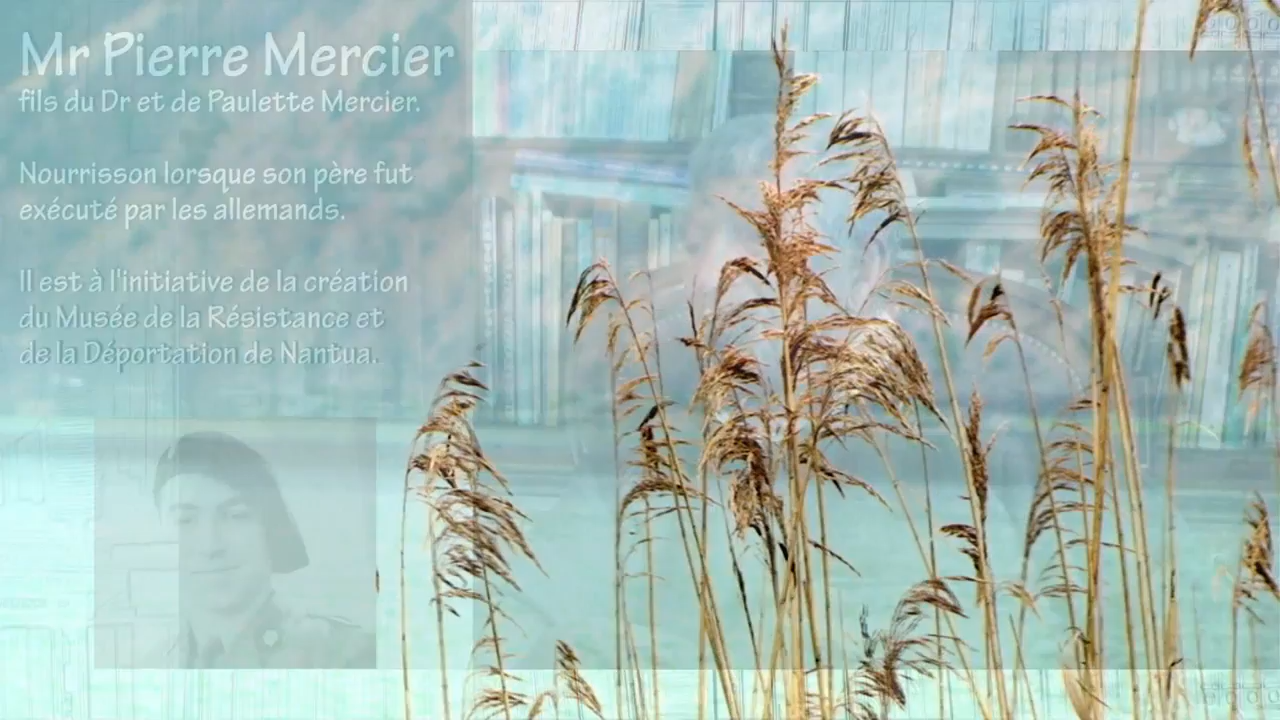 Mr Pierre Mercier
fils du Dr et de Paulette Mercier.
Nourrisson lorsque son père fut
exécuté par les allemands.
Il est à l'initiative de la création
du Musée de la Résistance et
de la Déportation de Nantua.